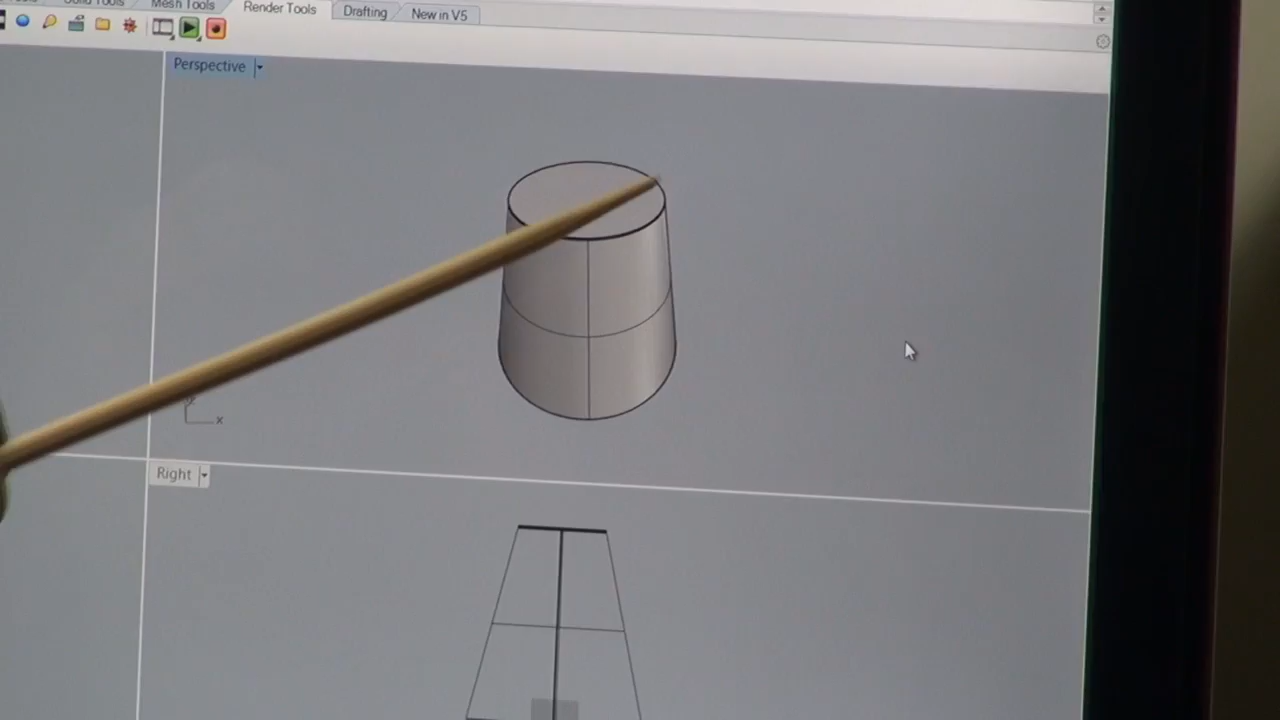 Mesh Tools
Render Tools
Drafting
New in V5
Perspective
x
Right